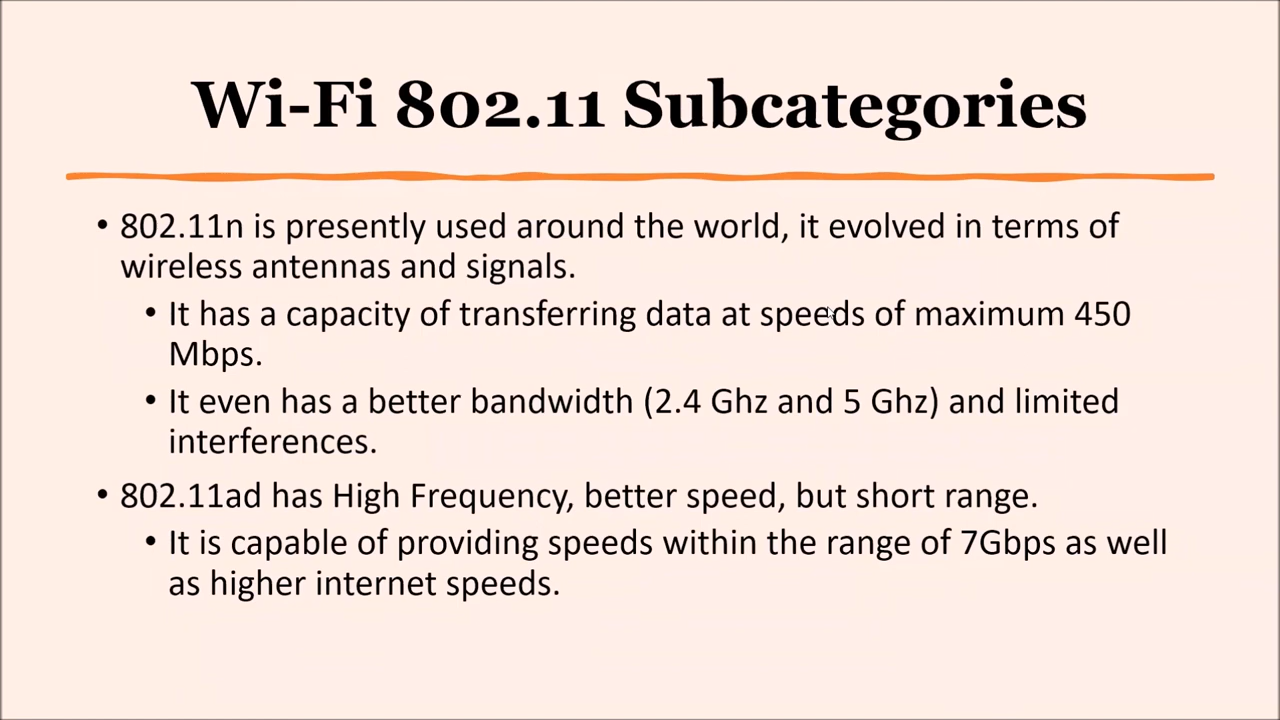 Wi-Fi 802.11 Subcategories
• 802.11n is presently used around the world, it evolved in terms of
wireless antennas and signals.
• It has a capacity of transferring data at speeds of maximum 450
Mbps.
• It even has a better bandwidth (2.4 Ghz and 5 Ghz) and limited
interferences.
• 802.11ad has High Frequency, better speed, but short range.
• It is capable of providing speeds within the range of 7Gbps as well
as higher internet speeds.